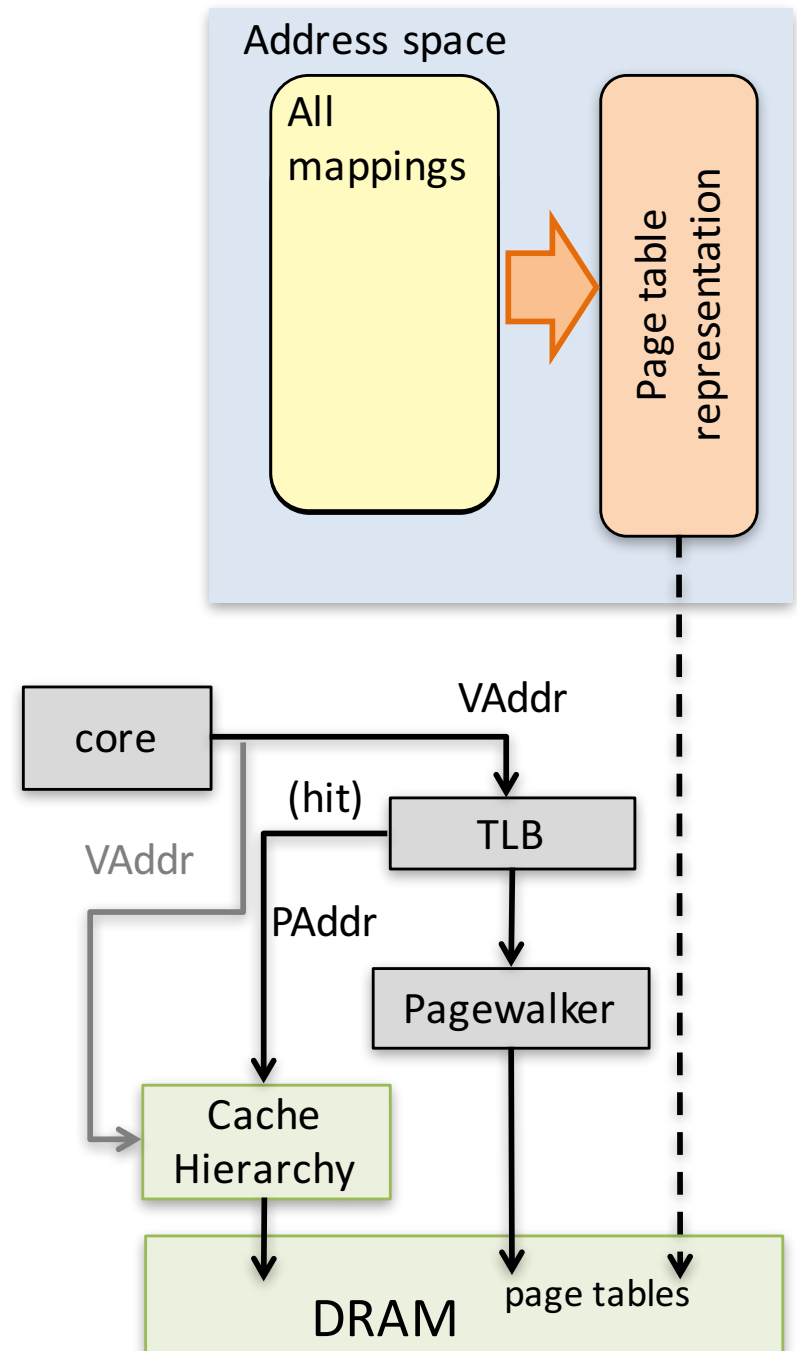 Address space
All
mappings
Page table
representation
core
VAddr
(hit)
TLB
VAddr
PAddr
Pagewalker
Cache
Hierarchy
page tables
DRAM